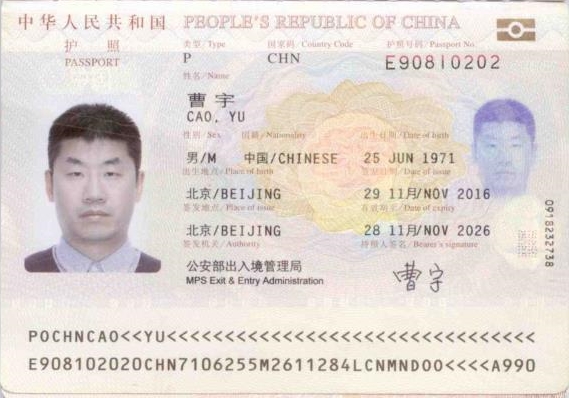 中华人民共和国 PEOPLE'S REPUBLIC OF CHINA
护照
PASSPORT
类型/Type 国家码/Country Code 护照号码/Passport No.
P CHN E90810202
姓名/Name
曹宇
CAO, YU
性别/Sex 国籍/Nationality 出生日期/Date of birth
男/M 中国/CHINESE 25 JUN 1971
出生地点/Place of birth 签发日期/Date of issue
北京/BEIJING 29 11月/NOV 2016
签发地点/Place of issue 有效期至/Date of expiry
北京/BEIJING 28 11月/NOV 2026
签发机关/Authority 持照人签名/Bearer's signature
公安部出入境管理局
MPS Exit & Entry Administration
曹宇
0918232738
POCHNCAO<<YU<<<<<<<<<<<<<<<<<<<<<<<<<<<<<<<<
E908102020CHN7106255M2611284LCNMNDOO<<<<A990